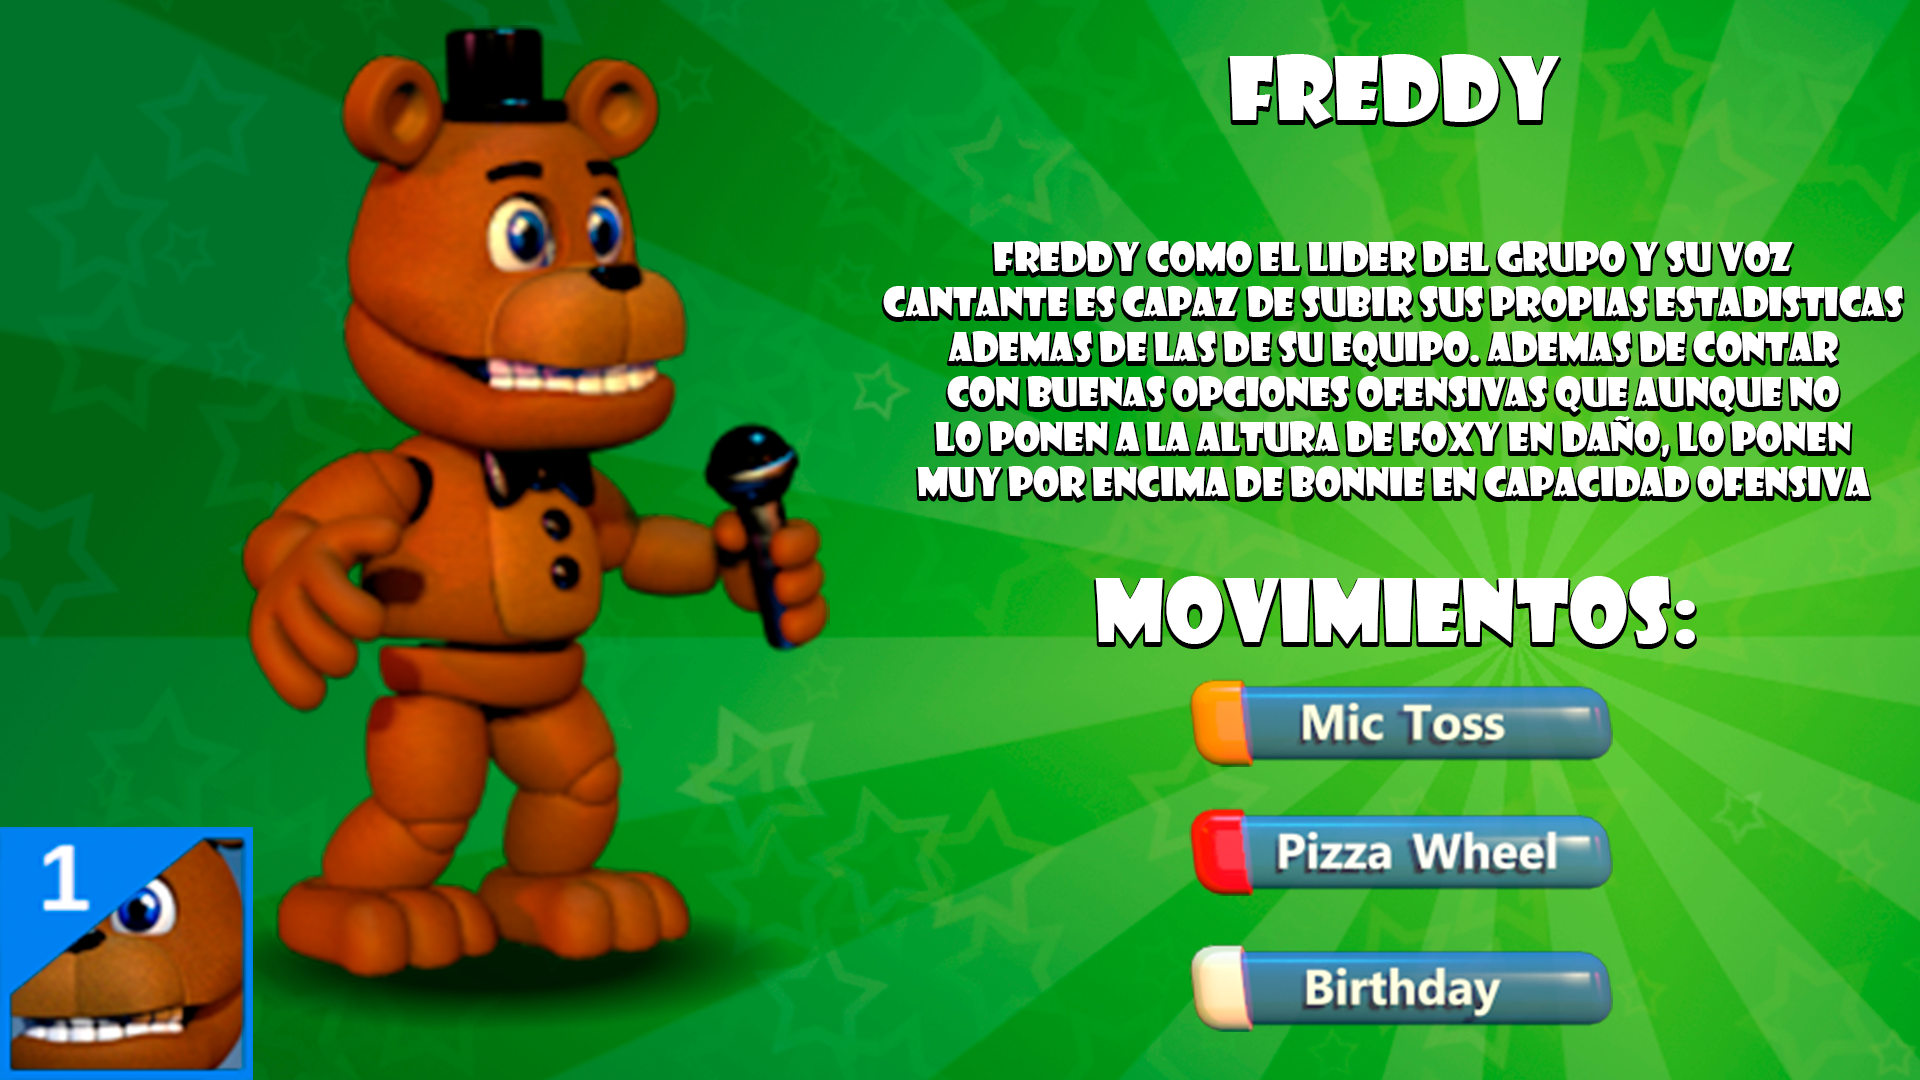 FREDDY
FREDDY COMO EL LIDER DEL GRUPO Y SU VOZ
CANTANTE ES CAPAZ DE SUBIR SUS PROPIAS ESTADISTICAS
ADEMAS DE LAS DE SU EQUIPO. ADEMAS DE CONTAR
CON BUENAS OPCIONES OFENSIVAS QUE AUNQUE NO
LO PONEN A LA ALTURA DE FOXY EN DAÑO, LO PONEN
MUY POR ENCIMA DE BONNIE EN CAPACIDAD OFENSIVA
MOVIMIENTOS:
Mic Toss
Pizza Wheel
Birthday
1